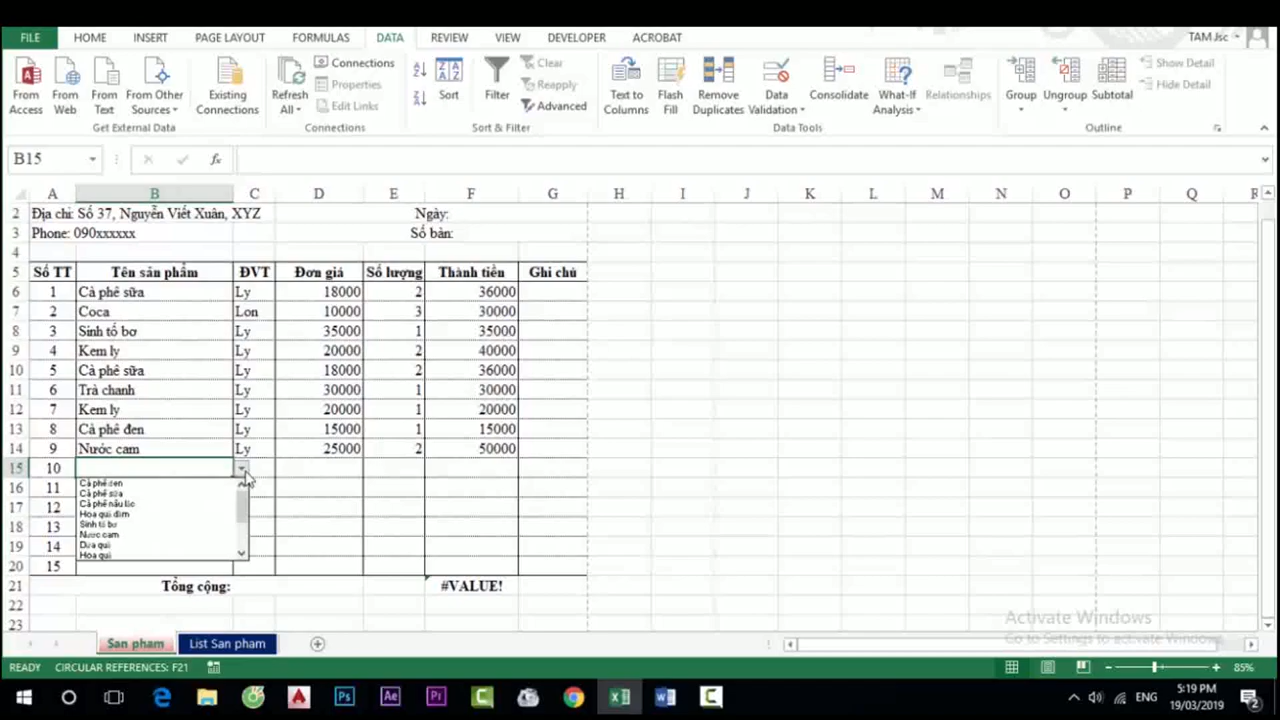 FILE HOME INSERT PAGE LAYOUT FORMULAS DATA REVIEW VIEW DEVELOPER ACROBAT TAM Jsc
From Access From Web From Text From Other Sources Existing Connections Refresh All Connections Properties Edit Links Sort Filter Clear Reapply Advanced Text to Columns Flash Fill Remove Duplicates Data Validation Consolidate What-If Analysis Relationships Group Ungroup Subtotal Show Detail Hide Detail
Get External Data Connections Sort & Filter Data Tools Outline
B15 fx
A B C D E F G H I J K L M N O P Q R
2 Địa chỉ: Số 37, Nguyễn Viết Xuân, XYZ Ngày:
3 Phone: 090xxxxxx Số bàn:
4
5 Số TT Tên sản phẩm ĐVT Đơn giá Số lượng Thành tiền Ghi chú
6 1 Cà phê sữa Ly 18000 2 36000
7 2 Coca Lon 10000 3 30000
8 3 Sinh tố bơ Ly 35000 1 35000
9 4 Kem ly Ly 20000 2 40000
10 5 Cà phê sữa Ly 18000 2 36000
11 6 Trà chanh Ly 30000 1 30000
12 7 Kem ly Ly 20000 1 20000
13 8 Cà phê đen Ly 15000 1 15000
14 9 Nước cam Ly 25000 2 50000
15 10
16 11 Cà phê đen
Cà phê sữa
17 12 Cà phê nâu lắc
Hoa quả dầm
18 13 Sinh tố bơ
Nước cam
19 14 Dưa
Hoa quả
20 15
21 Tổng cộng: #VALUE!
22
23
Activate Windows
Go to Settings to activate Windows.
San pham List San pham
READY CIRCULAR REFERENCES: F21 85%
ENG 5:19 PM
19/03/2019 2